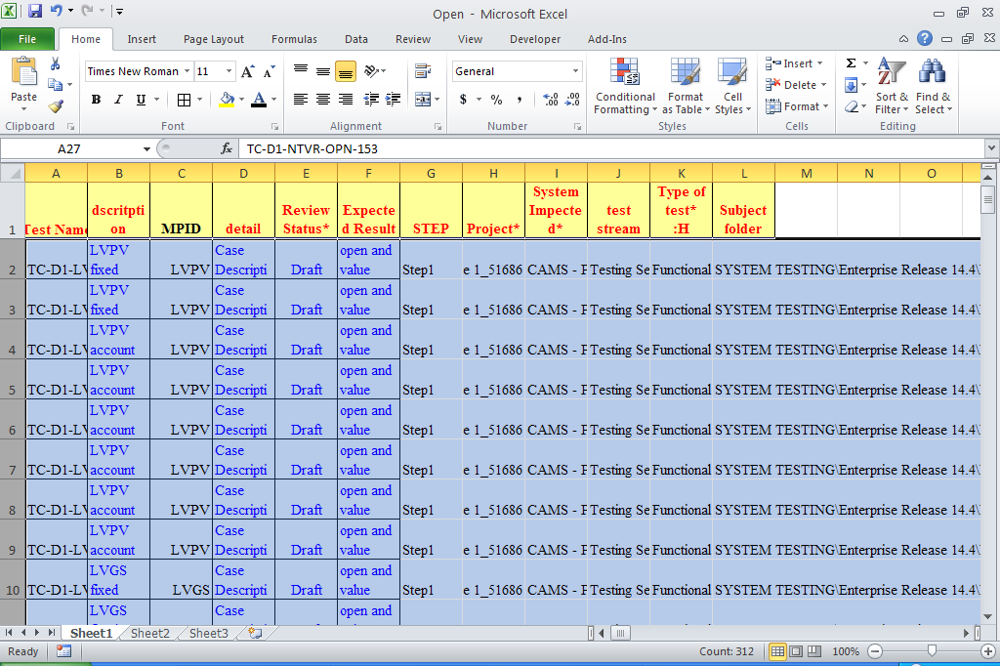 Open - Microsoft Excel
File Home Insert Page Layout Formulas Data Review View Developer Add-Ins
Paste
Times New Roman 11
B I U
General
$ % ,
Conditional Formatting
Format as Table
Cell Styles
Insert
Delete
Format
Sort & Filter
Find & Select
Clipboard Font Alignment Number Styles Cells Editing
A27 fx TC-D1-NTVR-OPN-153
A B C D E F G H I J K L M N O
1 Test Name dscritption MPID detail Review Status* Expected Result STEP Project* System Impected* test stream Type of test* :H Subject folder
2 TC-D1-LV LVPV fixed LVPV Case Descripti Draft open and value Step1 e 1_51686 CAMS - F Testing Se Functional SYSTEM TESTING\Enterprise Release 14.4\
3 TC-D1-LV LVPV fixed LVPV Case Descripti Draft open and value Step1 e 1_51686 CAMS - F Testing Se Functional SYSTEM TESTING\Enterprise Release 14.4\
4 TC-D1-LV LVPV account LVPV Case Descripti Draft open and value Step1 e 1_51686 CAMS - F Testing Se Functional SYSTEM TESTING\Enterprise Release 14.4\
5 TC-D1-LV LVPV account LVPV Case Descripti Draft open and value Step1 e 1_51686 CAMS - F Testing Se Functional SYSTEM TESTING\Enterprise Release 14.4\
6 TC-D1-LV LVPV account LVPV Case Descripti Draft open and value Step1 e 1_51686 CAMS - F Testing Se Functional SYSTEM TESTING\Enterprise Release 14.4\
7 TC-D1-LV LVPV account LVPV Case Descripti Draft open and value Step1 e 1_51686 CAMS - F Testing Se Functional SYSTEM TESTING\Enterprise Release 14.4\
8 TC-D1-LV LVPV account LVPV Case Descripti Draft open and value Step1 e 1_51686 CAMS - F Testing Se Functional SYSTEM TESTING\Enterprise Release 14.4\
9 TC-D1-LV LVPV account LVPV Case Descripti Draft open and value Step1 e 1_51686 CAMS - F Testing Se Functional SYSTEM TESTING\Enterprise Release 14.4\
10 TC-D1-LV LVGS fixed LVGS Case Descripti Draft open and value Step1 e 1_51686 CAMS - F Testing Se Functional SYSTEM TESTING\Enterprise Release 14.4\
LVGS Case open and
Sheet1 Sheet2 Sheet3
Ready Count: 312 100%